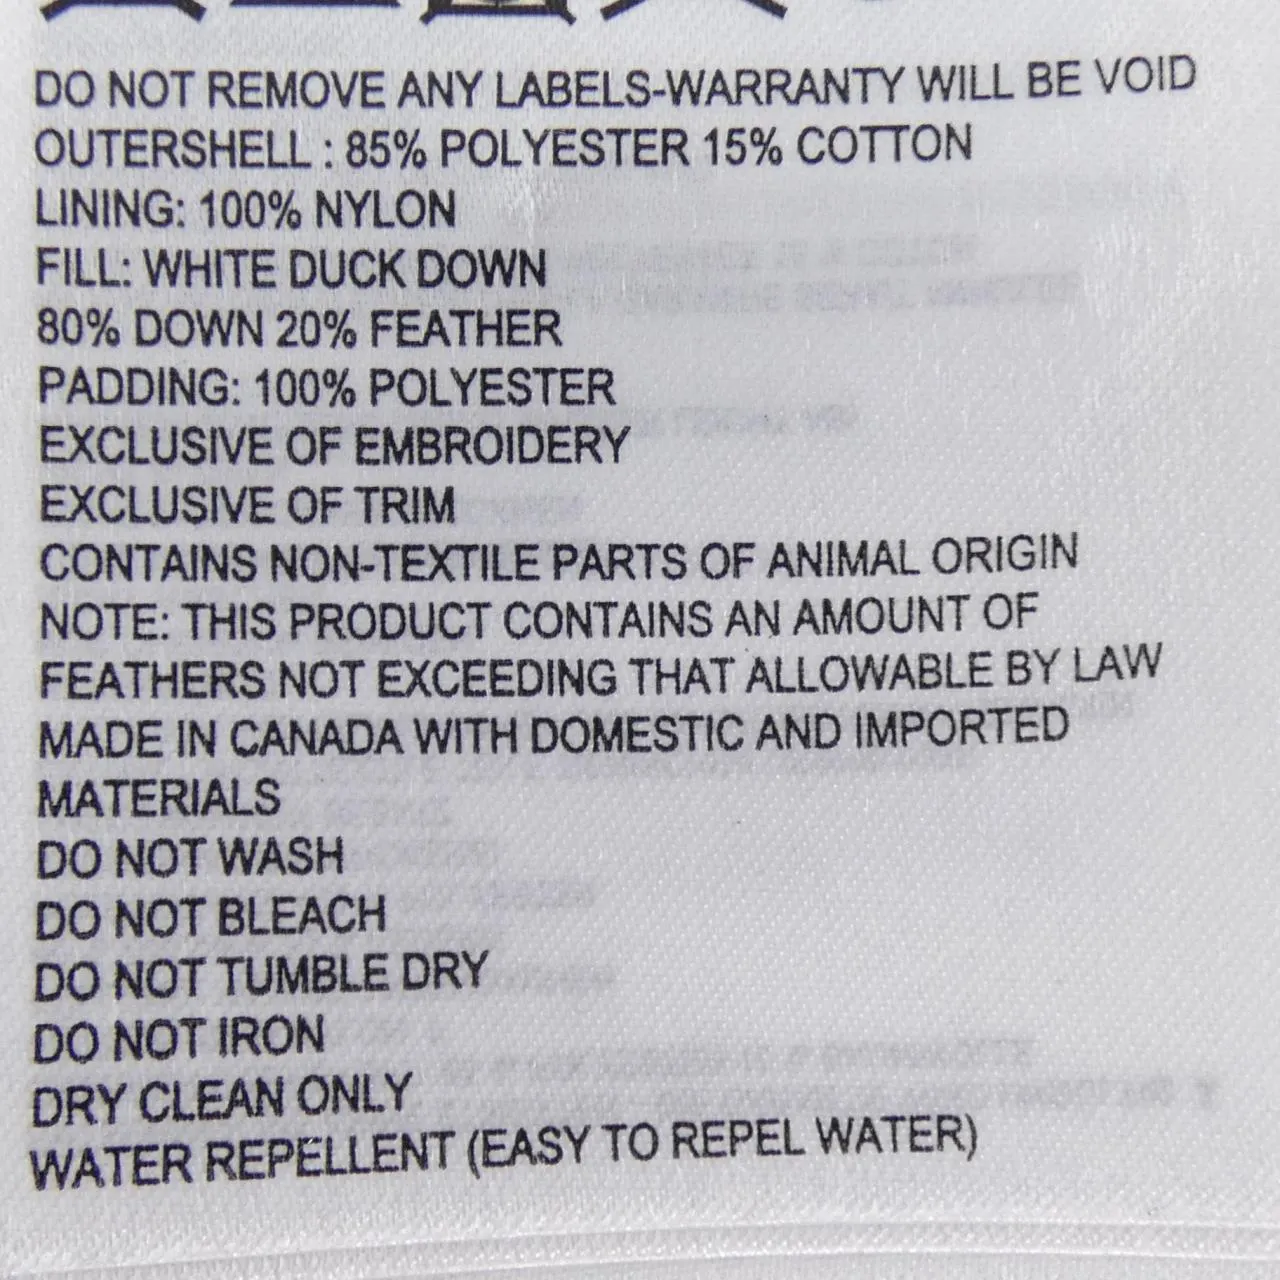 DO NOT REMOVE ANY LABELS-WARRANTY WILL BE VOID
OUTERSHELL : 85% POLYESTER 15% COTTON
LINING: 100% NYLON
FILL: WHITE DUCK DOWN
80% DOWN 20% FEATHER
PADDING: 100% POLYESTER
EXCLUSIVE OF EMBROIDERY
EXCLUSIVE OF TRIM
CONTAINS NON-TEXTILE PARTS OF ANIMAL ORIGIN
NOTE: THIS PRODUCT CONTAINS AN AMOUNT OF
FEATHERS NOT EXCEEDING THAT ALLOWABLE BY LAW
MADE IN CANADA WITH DOMESTIC AND IMPORTED
MATERIALS
DO NOT WASH
DO NOT BLEACH
DO NOT TUMBLE DRY
DO NOT IRON
DRY CLEAN ONLY
WATER REPELLENT (EASY TO REPEL WATER)